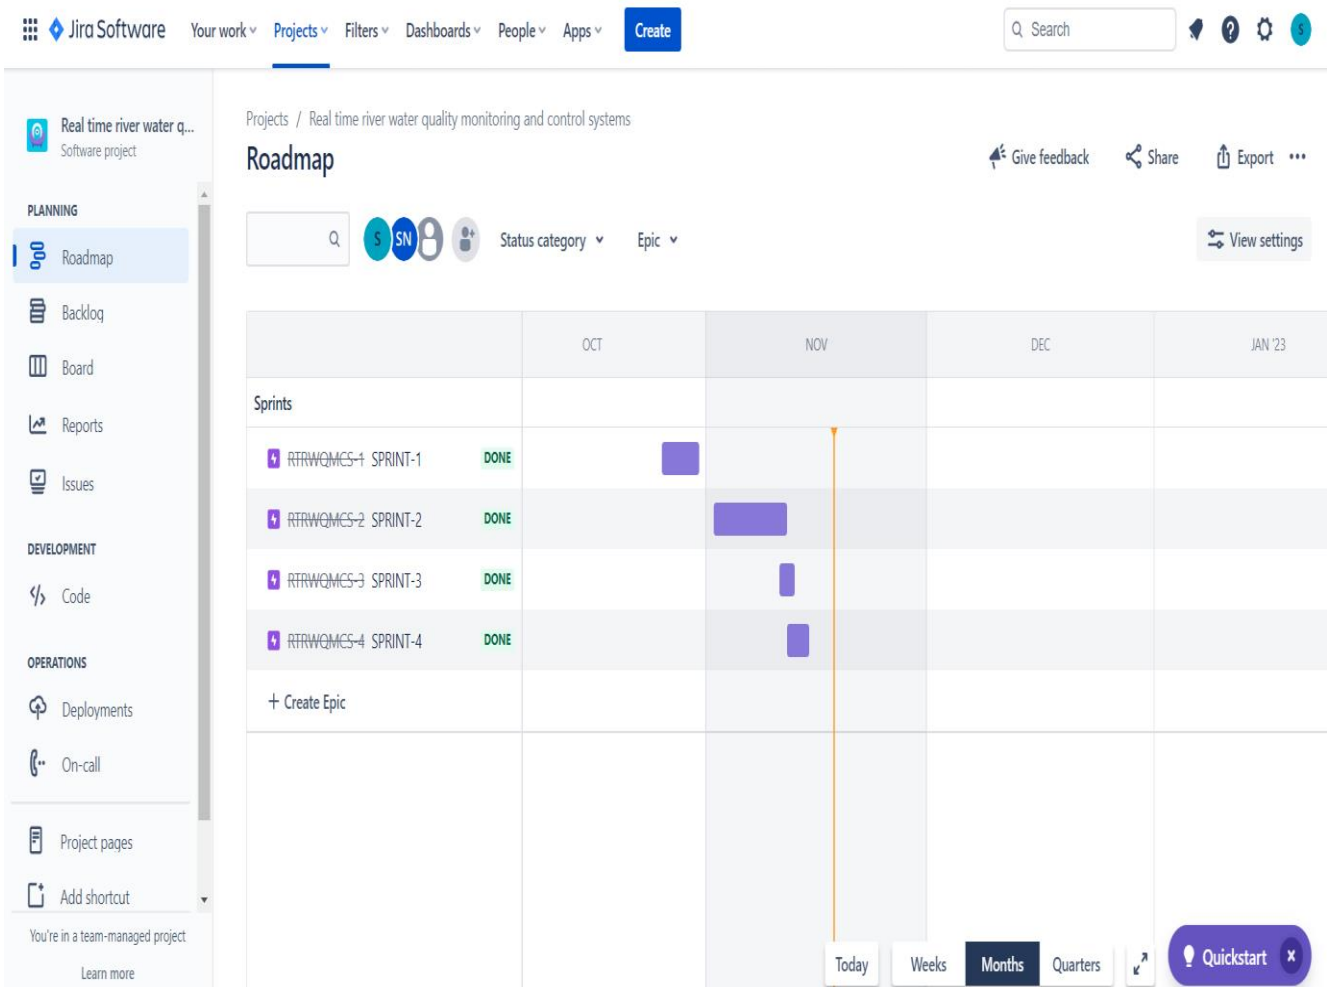 Jira Software Your work Projects Filters Dashboards People Apps Create Search S
Real time river water q...
Software project
PLANNING
Roadmap
Backlog
Board
Reports
Issues
DEVELOPMENT
Code
OPERATIONS
Deployments
On-call
Project pages
Add shortcut
You're in a team-managed project
Learn more
Projects / Real time river water quality monitoring and control systems
Roadmap
Give feedback Share Export
S SN Status category Epic View settings
OCT NOV DEC JAN '23
Sprints
RTRWQMCS-1 SPRINT-1 DONE
RTRWQMCS-2 SPRINT-2 DONE
RTRWQMCS-3 SPRINT-3 DONE
RTRWQMCS-4 SPRINT-4 DONE
+ Create Epic
Today Weeks Months Quarters Quickstart